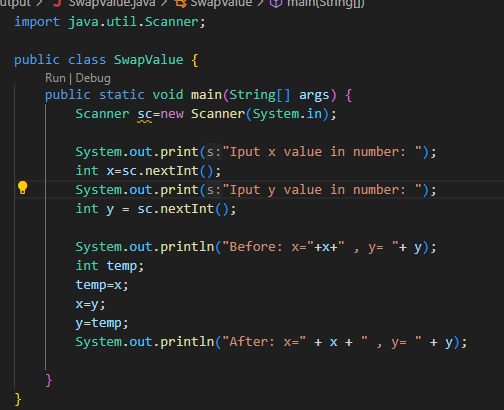 output > SwapValue.java > SwapValue > main(String[])
import java.util.Scanner;
public class SwapValue {
Run | Debug
public static void main(String[] args) {
Scanner sc=new Scanner(System.in);
System.out.print(s:"Iput x value in number: ");
int x=sc.nextInt();
System.out.print(s:"Iput y value in number: ");
int y = sc.nextInt();
System.out.println("Before: x="+x+" , y= "+ y);
int temp;
temp=x;
x=y;
y=temp;
System.out.println("After: x=" + x + " , y= " + y);
}
}